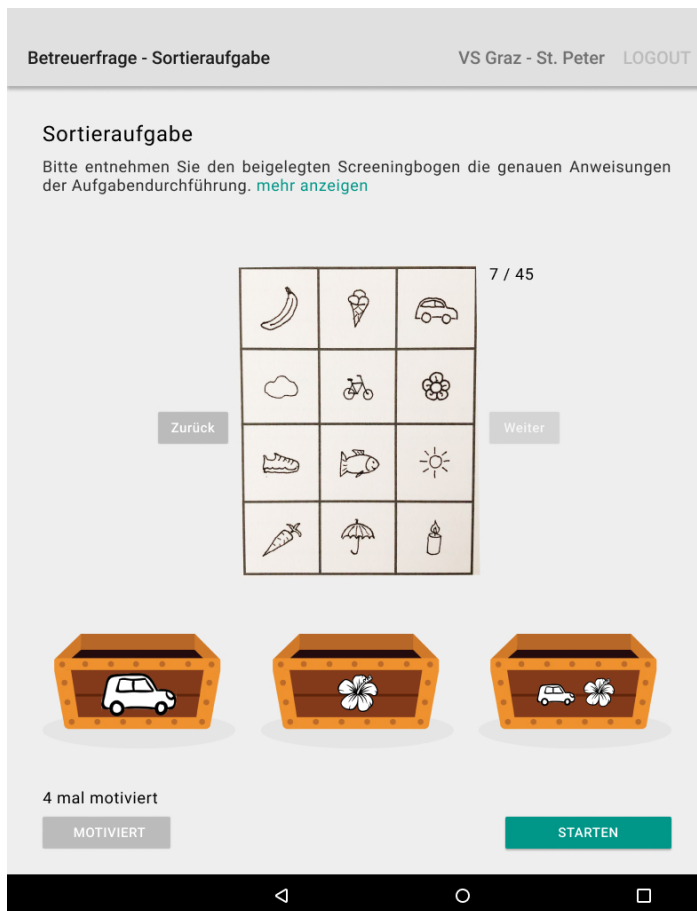 Betreuerfrage - Sortieraufgabe
VS Graz - St. Peter LOGOUT
Sortieraufgabe
Bitte entnehmen Sie den beigelegten Screeningbogen die genauen Anweisungen
der Aufgabendurchführung. mehr anzeigen
7 / 45
Zurück
Weiter
4 mal motiviert
MOTIVIERT
STARTEN